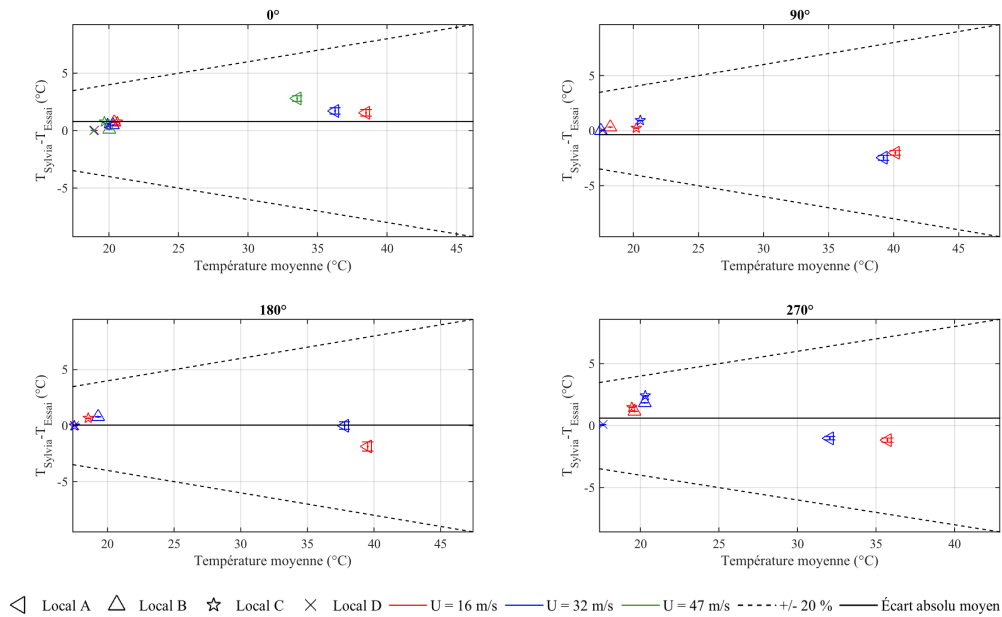 0°
T_Sylvia-T_Essai (°C)
5
0
-5
20 25 30 35 40 45
Température moyenne (°C)
90°
T_Sylvia-T_Essai (°C)
5
0
-5
20 25 30 35 40 45
Température moyenne (°C)
180°
T_Sylvia-T_Essai (°C)
5
0
-5
20 25 30 35 40 45
Température moyenne (°C)
270°
T_Sylvia-T_Essai (°C)
5
0
-5
20 25 30 35 40
Température moyenne (°C)
Local A Local B Local C Local D U = 16 m/s U = 32 m/s U = 47 m/s +/- 20 % Écart absolu moyen